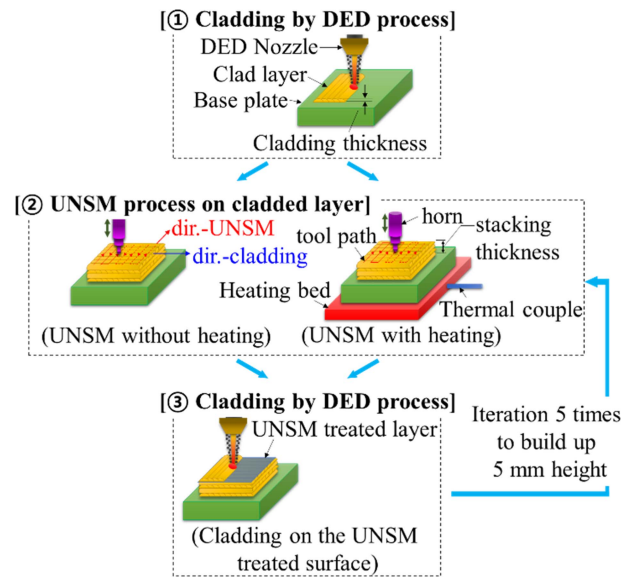 [① Cladding by DED process]
DED Nozzle
Clad layer
Base plate
Cladding thickness
[② UNSM process on cladded layer]
dir.-UNSM
dir.-cladding
(UNSM without heating)
horn
tool path
stacking
thickness
Heating bed
Thermal couple
(UNSM with heating)
[③ Cladding by DED process]
UNSM treated layer
(Cladding on the UNSM
treated surface)
Iteration 5 times
to build up
5 mm height